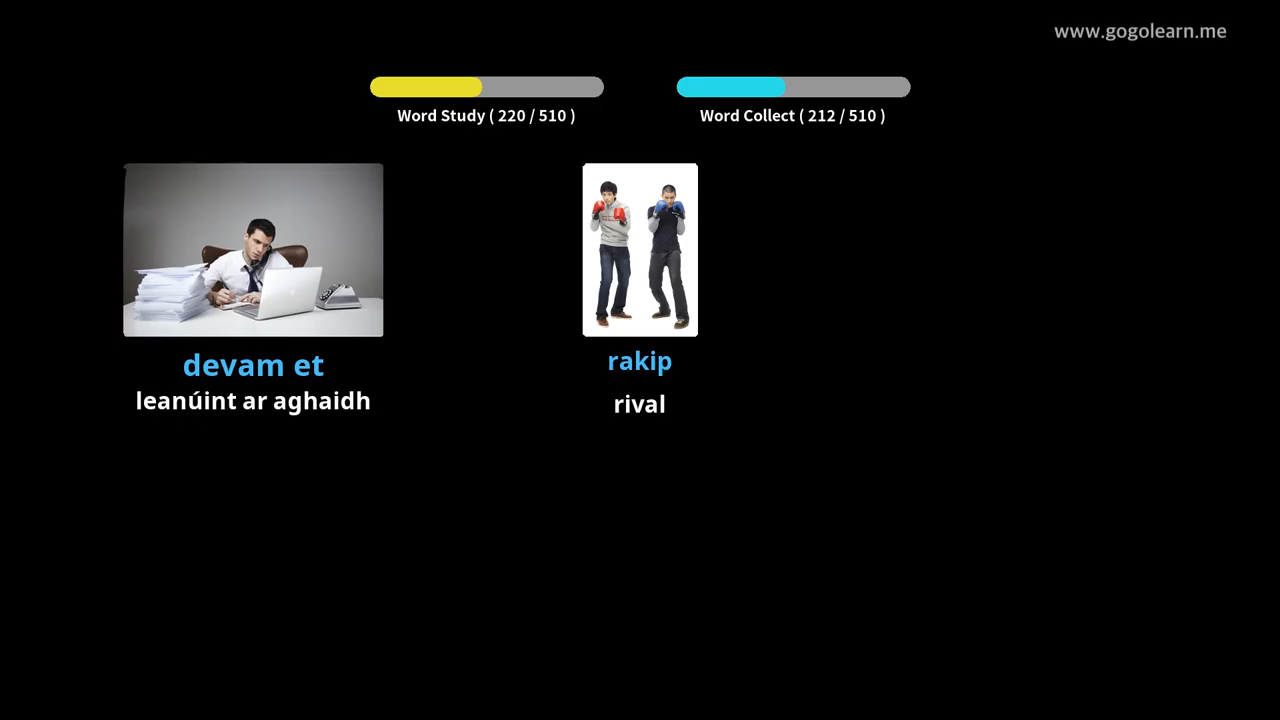 www.gogolearn.me
Word Study ( 220 / 510 )
Word Collect ( 212 / 510 )
devam et
leanúint ar aghaidh
rakip
rival